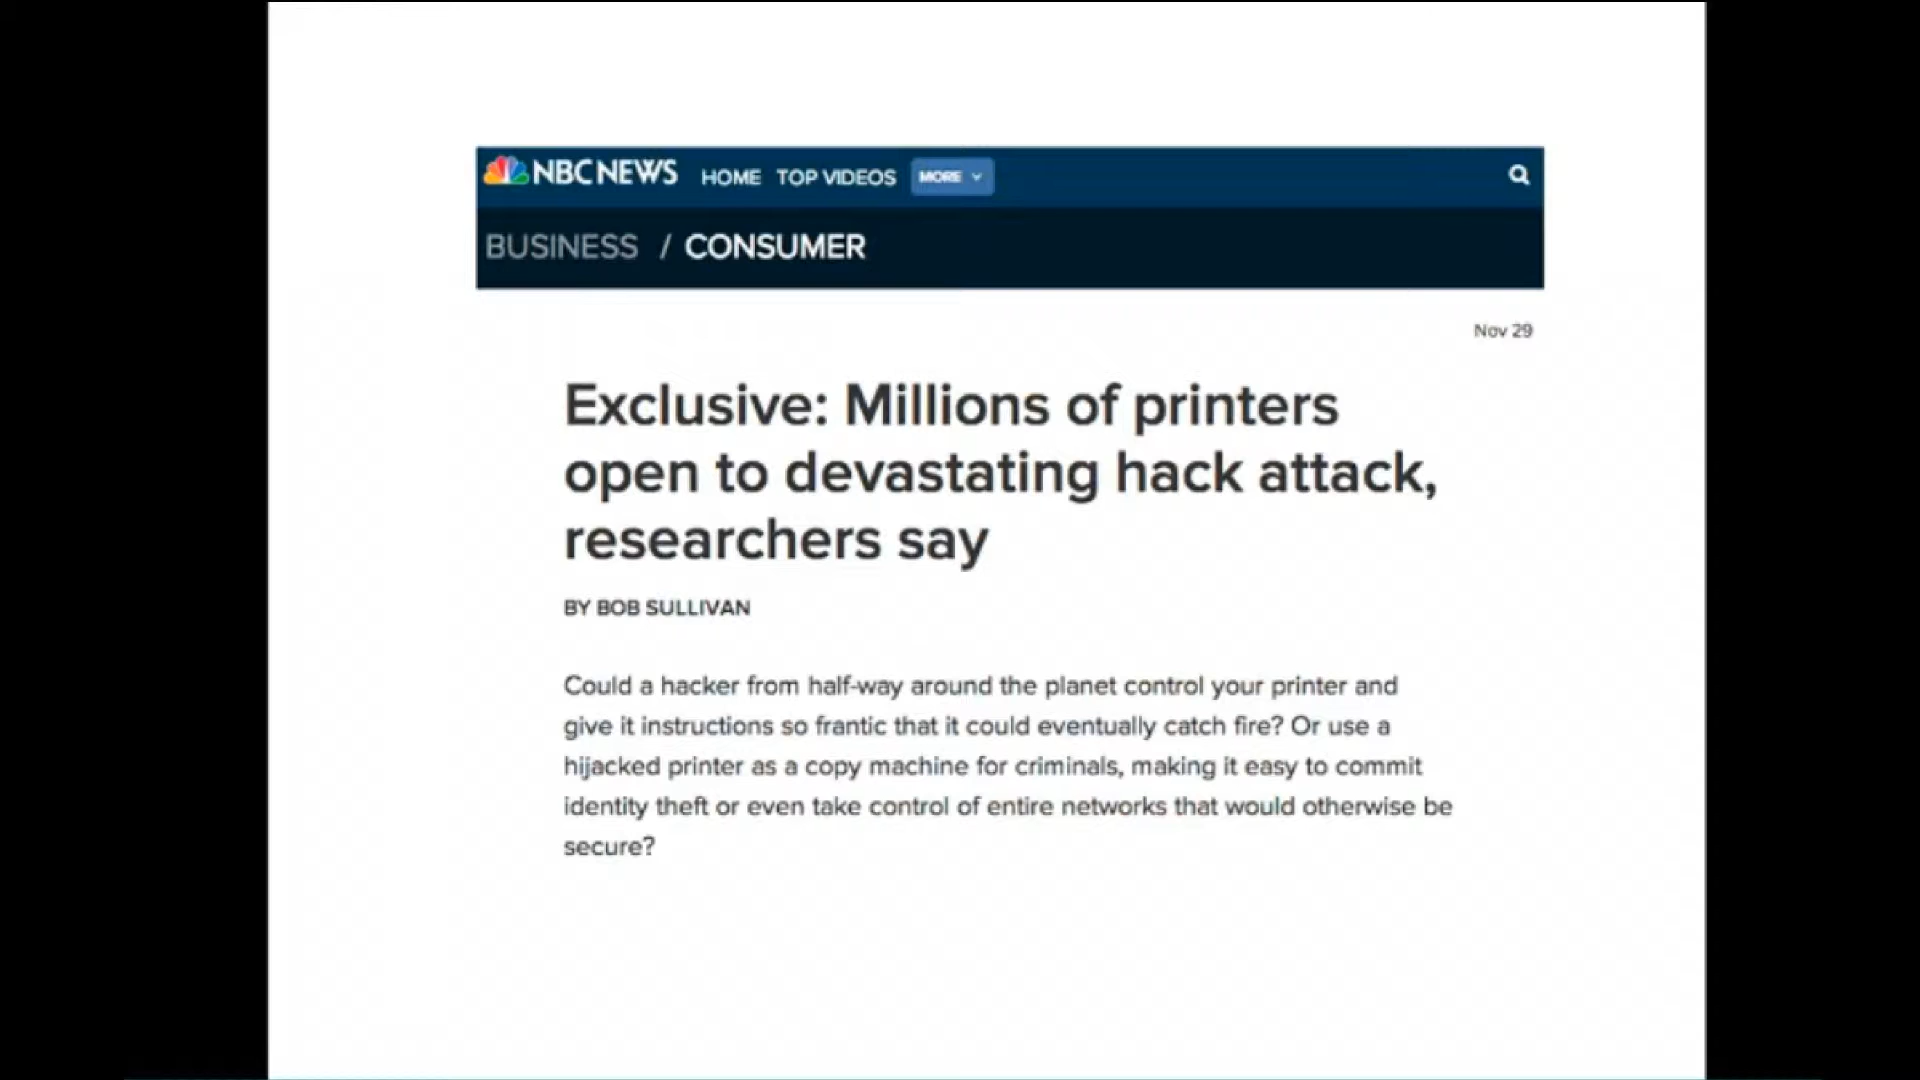 NBC NEWS HOME TOP VIDEOS MORE
BUSINESS / CONSUMER
Nov 29
Exclusive: Millions of printers
open to devastating hack attack,
researchers say
BY BOB SULLIVAN
Could a hacker from half-way around the planet control your printer and
give it instructions so frantic that it could eventually catch fire? Or use a
hijacked printer as a copy machine for criminals, making it easy to commit
identity theft or even take control of entire networks that would otherwise be
secure?